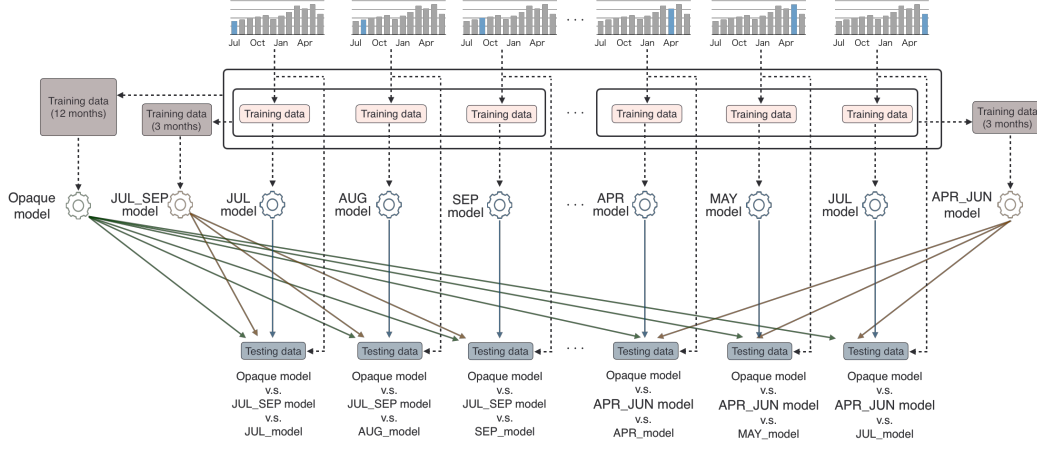 Jul Oct Jan Apr
Jul Oct Jan Apr
Jul Oct Jan Apr
. . .
Jul Oct Jan Apr
Jul Oct Jan Apr
Jul Oct Jan Apr
Training data
(12 months)
Training data
(3 months)
Training data
Training data
Training data
. . .
Training data
Training data
Training data
Training data
(3 months)
Opaque
model
JUL_SEP
model
JUL
model
AUG
model
SEP
model
. . .
APR
model
MAY
model
JUL
model
APR_JUN
model
Testing data
Testing data
Testing data
. . .
Testing data
Testing data
Testing data
Opaque model
v.s.
JUL_SEP model
v.s.
JUL_model
Opaque model
v.s.
JUL_SEP model
v.s.
AUG_model
Opaque model
v.s.
JUL_SEP model
v.s.
SEP_model
Opaque model
v.s.
APR_JUN model
v.s.
APR_model
Opaque model
v.s.
APR_JUN model
v.s.
MAY_model
Opaque model
v.s.
APR_JUN model
v.s.
JUL_model